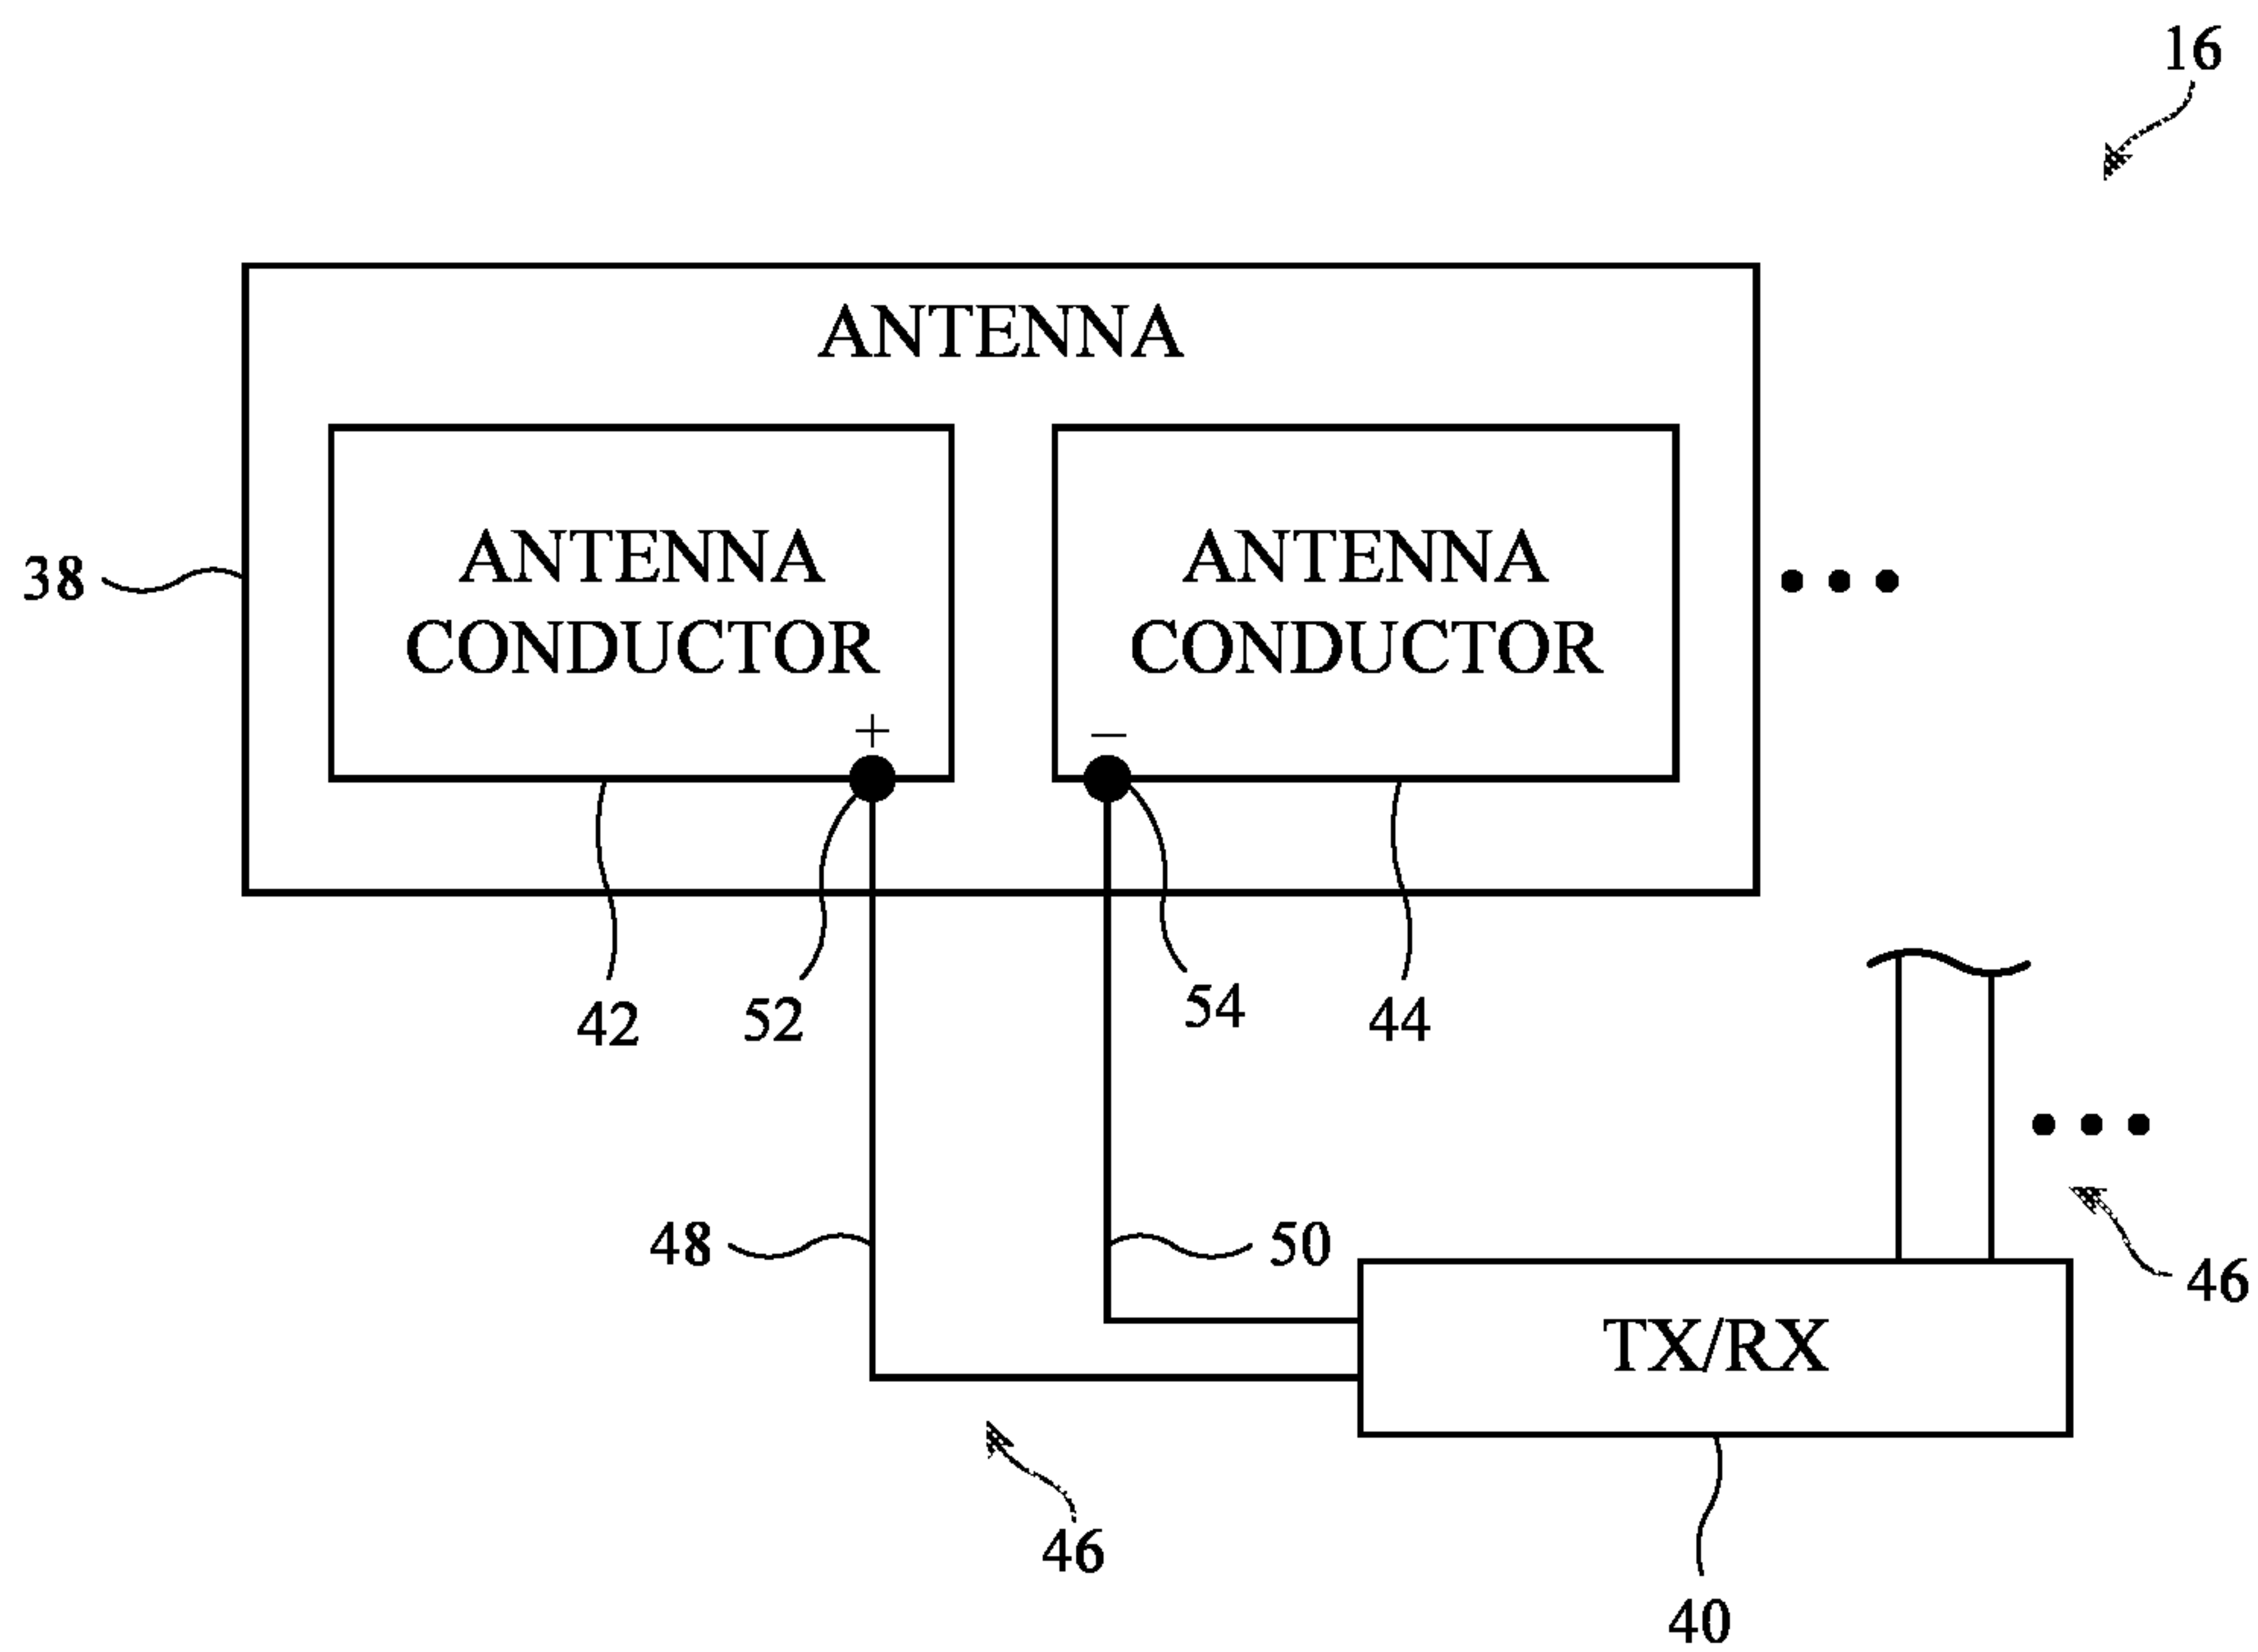 16
ANTENNA
ANTENNA
CONDUCTOR
+
ANTENNA
CONDUCTOR
−
38
42
52
54
44
48
50
46
TX/RX
46
40